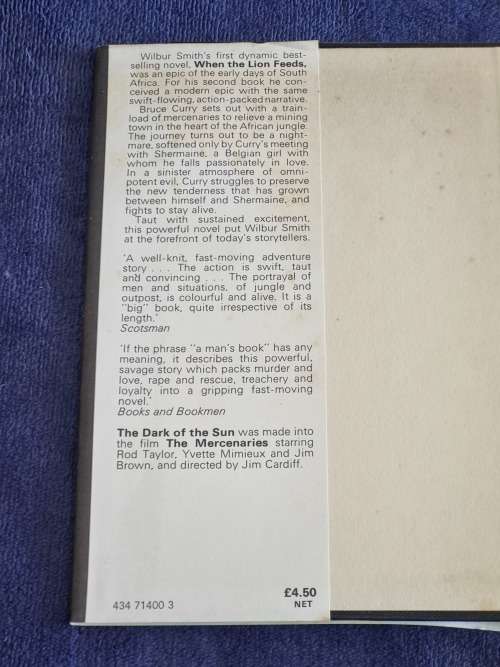 Wilbur Smith's first dynamic best-
selling novel, When the Lion Feeds,
was an epic of the early days of South
Africa. For his second book he con-
ceived a modern epic with the same
swift-flowing, action-packed narrative.
Bruce Curry sets out with a train-
load of mercenaries to relieve a mining
town in the heart of the African jungle.
The journey turns out to be a night-
mare, softened only by Curry's meeting
with Shermaine, a Belgian girl with
whom he falls passionately in love.
In a sinister atmosphere of omni-
potent evil, Curry struggles to preserve
the new tenderness that has grown
between himself and Shermaine, and
fights to stay alive.
Taut with sustained excitement,
this powerful novel put Wilbur Smith
at the forefront of today's storytellers.
'A well-knit, fast-moving adventure
story . . . The action is swift, taut
and convincing . . . The portrayal of
men and situations, of jungle and
outpost, is colourful and alive. It is a
"big" book, quite irrespective of its
length.'
Scotsman
'If the phrase "a man's book" has any
meaning, it describes this powerful,
savage story which packs murder and
love, rape and rescue, treachery and
loyalty into a gripping fast-moving
novel.'
Books and Bookmen
The Dark of the Sun was made into
the film The Mercenaries starring
Rod Taylor, Yvette Mimieux and Jim
Brown, and directed by Jim Cardiff.
£4.50
434 71400 3 NET